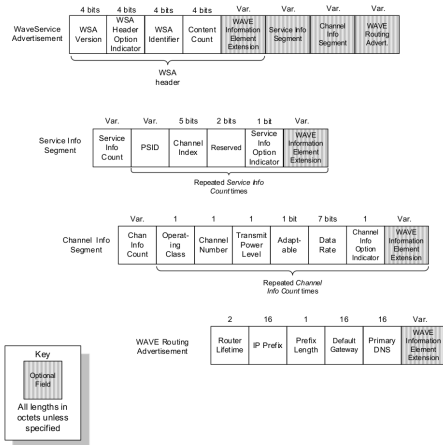 4 bits 4 bits 4 bits 4 bits Var. Var. Var. Var.
WaveService Advertisement
WSA Version
WSA Header Option Indicator
WSA Identifier
Content Count
WAVE Information Element Extension
Service Info Segment
Channel Info Segment
WAVE Routing Advert.
WSA header
Var. Var. 5 bits 2 bits 1 bit Var.
Service Info Segment
Service Info Count
PSID
Channel Index
Reserved
Service Info Option Indicator
WAVE Information Element Extension
Repeated Service Info Count times
Var. 1 1 1 1 bit 7 bits 1 Var.
Channel Info Segment
Chan Info Count
Operat-ing Class
Channel Number
Transmit Power Level
Adapt-able
Data Rate
Channel Info Option Indicator
WAVE Information Element Extension
Repeated Channel Info Count times
2 16 1 16 16 Var.
WAVE Routing Advertisement
Router Lifetime
IP Prefix
Prefix Length
Default Gateway
Primary DNS
WAVE Information Element Extension
Key
Optional Field
All lengths in octets unless specified